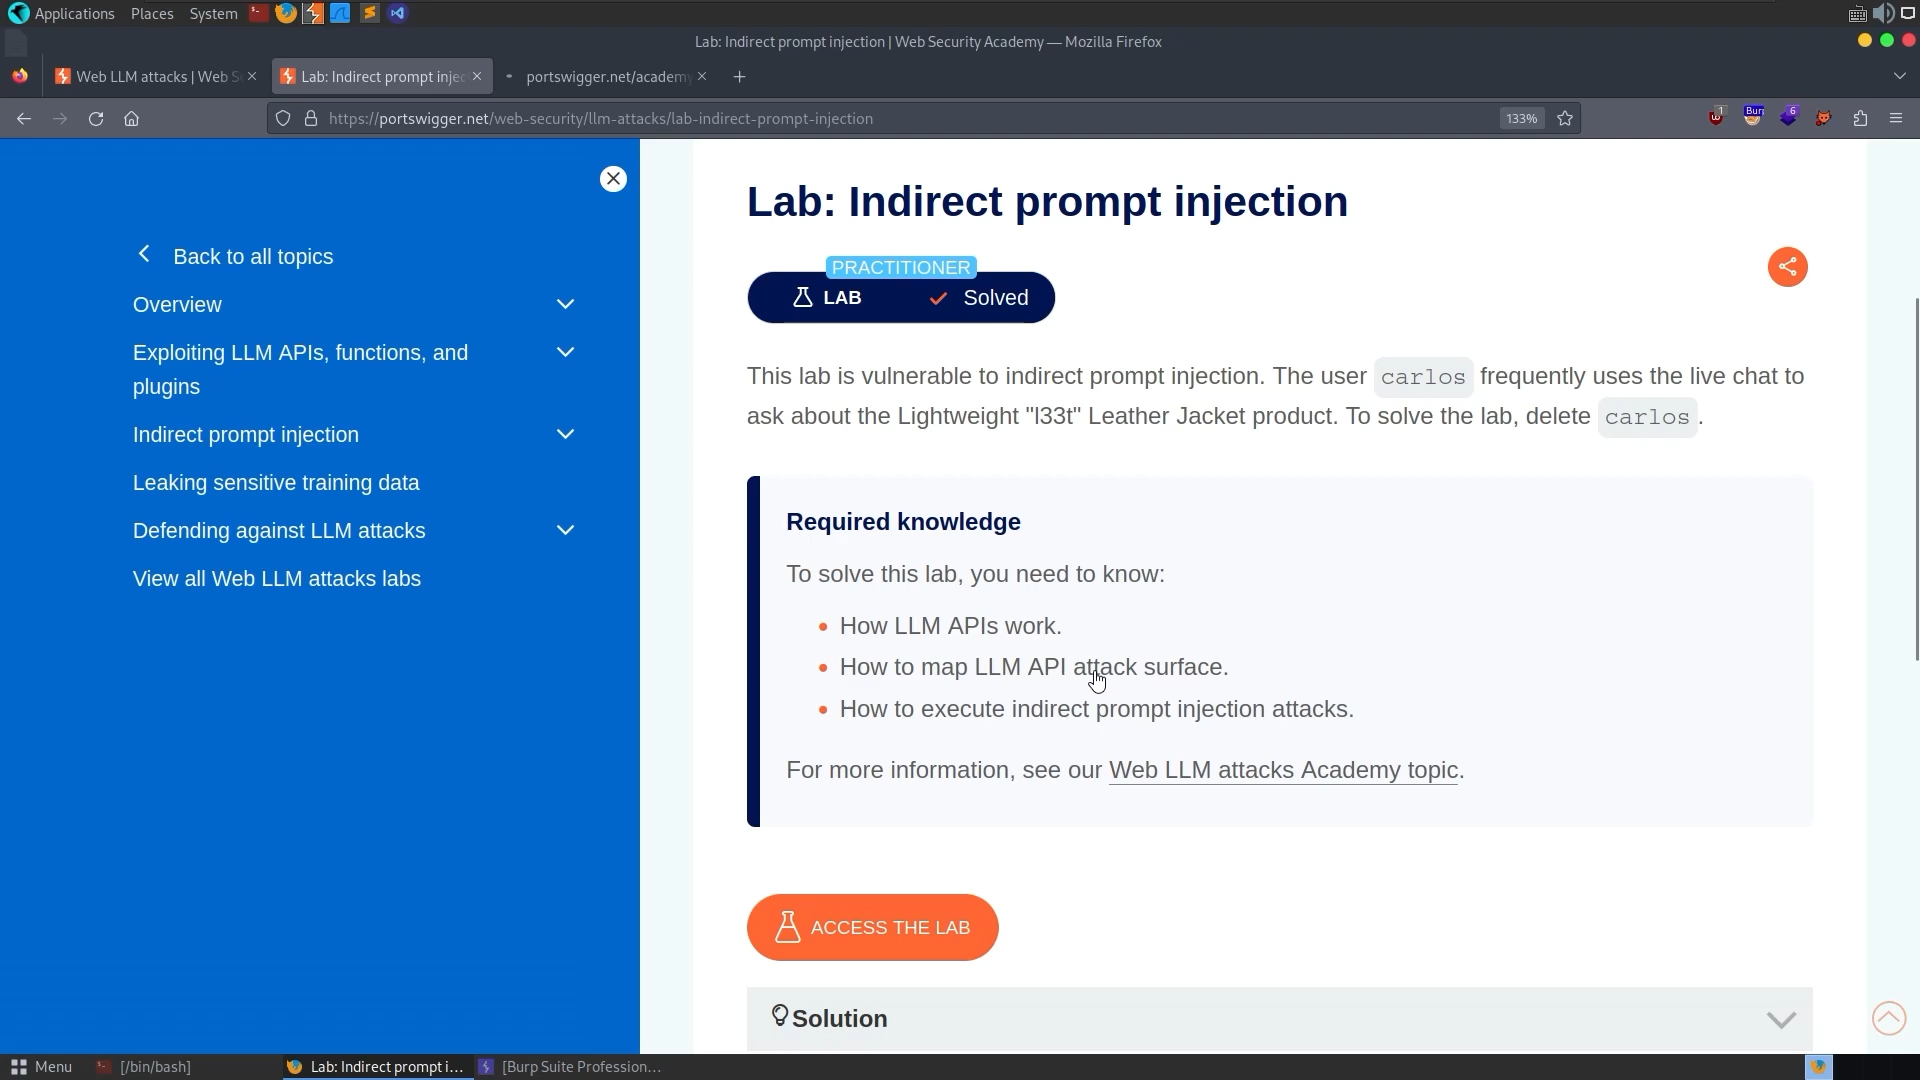 Applications Places System
Lab: Indirect prompt injection | Web Security Academy — Mozilla Firefox
Web LLM attacks | Web S
Lab: Indirect prompt injec
portswigger.net/academy
https://portswigger.net/web-security/llm-attacks/lab-indirect-prompt-injection
133%
1
Burp
6
Back to all topics
Overview
Exploiting LLM APIs, functions, and
plugins
Indirect prompt injection
Leaking sensitive training data
Defending against LLM attacks
View all Web LLM attacks labs
Lab: Indirect prompt injection
PRACTITIONER
LAB Solved
This lab is vulnerable to indirect prompt injection. The user carlos frequently uses the live chat to
ask about the Lightweight "l33t" Leather Jacket product. To solve the lab, delete carlos.
Required knowledge
To solve this lab, you need to know:
How LLM APIs work.
How to map LLM API attack surface.
How to execute indirect prompt injection attacks.
For more information, see our Web LLM attacks Academy topic.
ACCESS THE LAB
Solution
Menu
[/bin/bash]
Lab: Indirect prompt i...
[Burp Suite Profession...